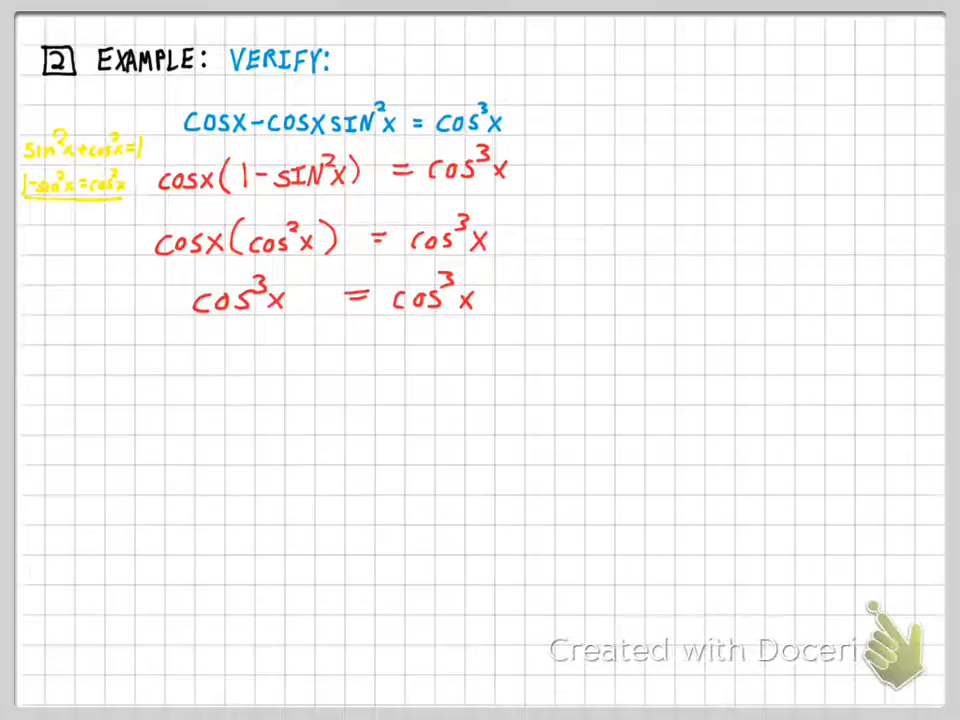 2 EXAMPLE: VERIFY:
COSX-COSXSIN²X = COS³X
sin²x+cos²x=1
1-sin²x=cos²x
COSX(1-SIN²X) = COS³X
COSX(COS²X) = COS³X
COS³X = COS³X
Created with Doceri